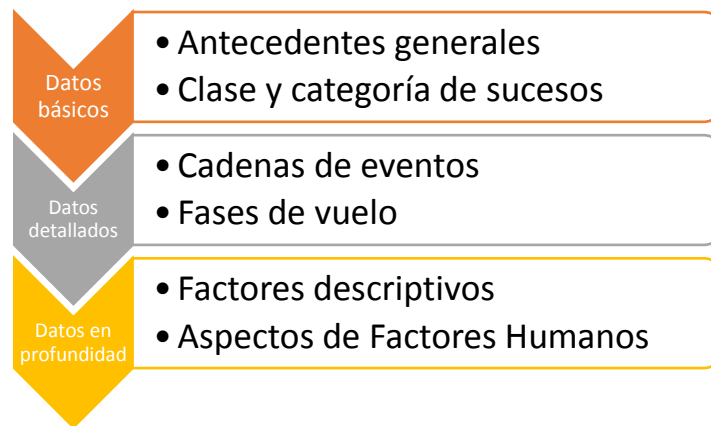 Datos
básicos
• Antecedentes generales
• Clase y categoría de sucesos
Datos
detallados
• Cadenas de eventos
• Fases de vuelo
Datos en
profundidad
• Factores descriptivos
• Aspectos de Factores Humanos